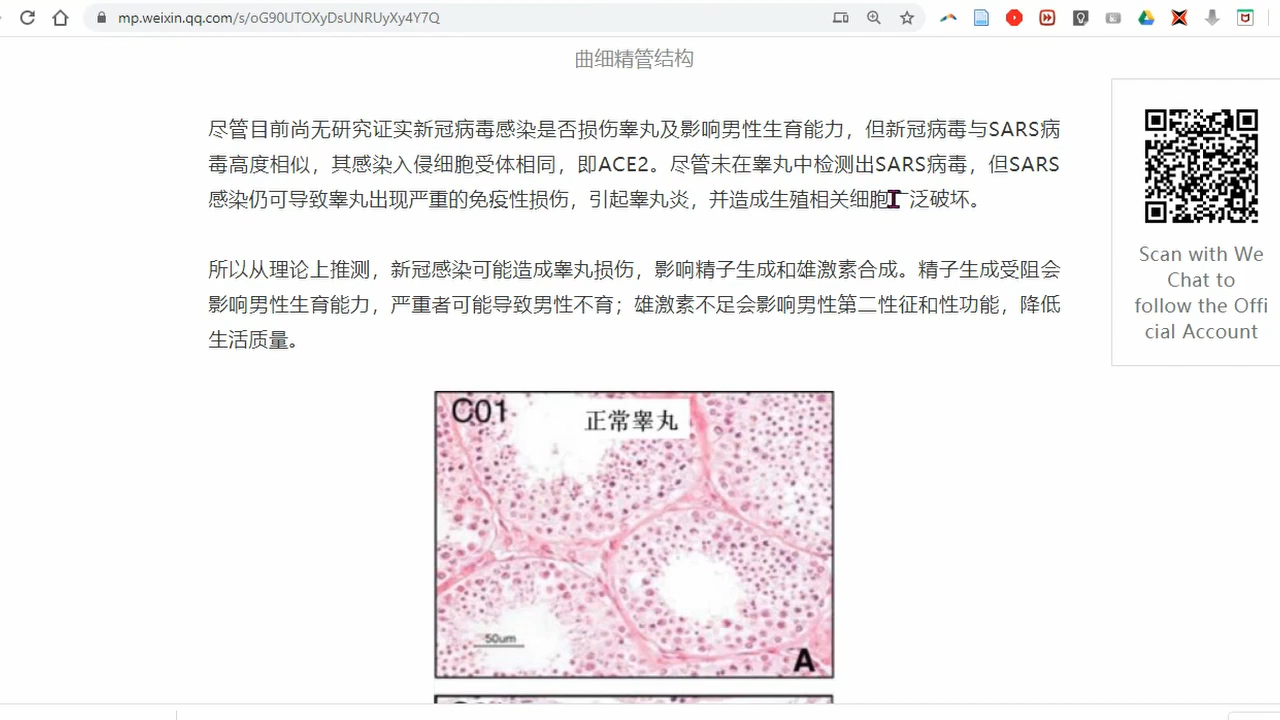 mp.weixin.qq.com/s/oG90UTOXyDsUNRUyXy4Y7Q
曲细精管结构
尽管目前尚无研究证实新冠病毒感染是否损伤睾丸及影响男性生育能力，但新冠病毒与SARS病
毒高度相似，其感染入侵细胞受体相同，即ACE2。尽管未在睾丸中检测出SARS病毒，但SARS
感染仍可导致睾丸出现严重的免疫性损伤，引起睾丸炎，并造成生殖相关细胞广泛破坏。
所以从理论上推测，新冠感染可能造成睾丸损伤，影响精子生成和雄激素合成。精子生成受阻会
影响男性生育能力，严重者可能导致男性不育；雄激素不足会影响男性第二性征和性功能，降低
生活质量。
Scan with We
Chat to
follow the Offi
cial Account
C01
正常睾丸
50um
A